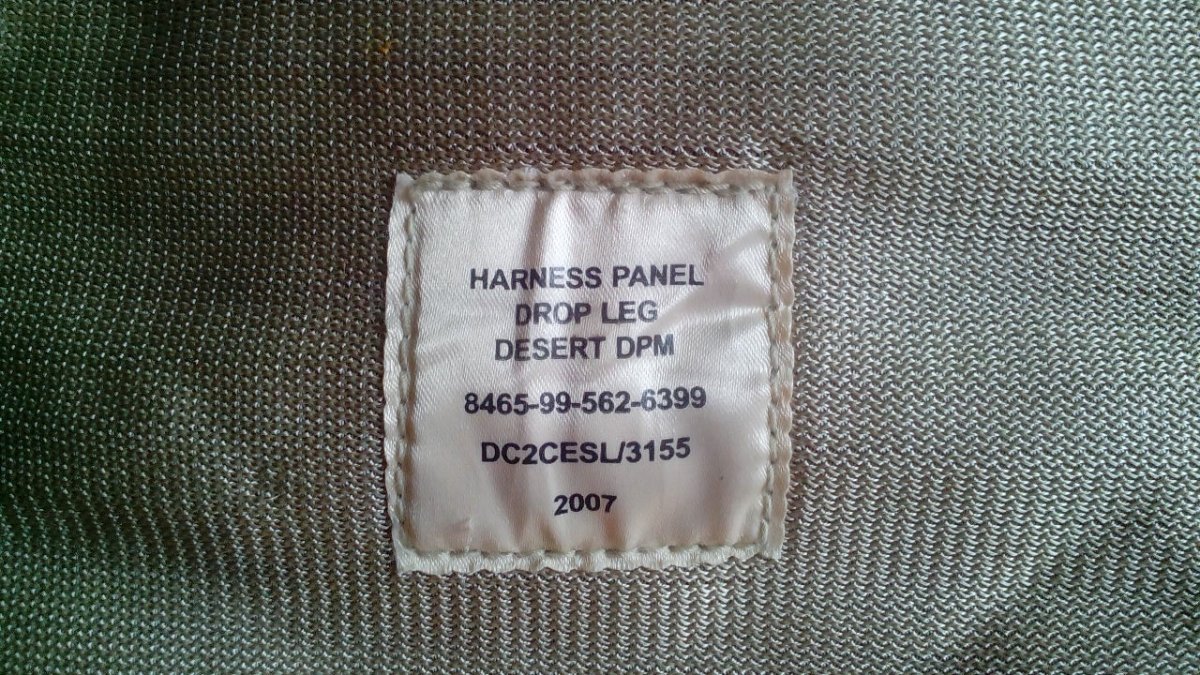 HARNESS PANEL
DROP LEG
DESERT DPM
8465-99-562-6399
DC2CESL/3155
2007